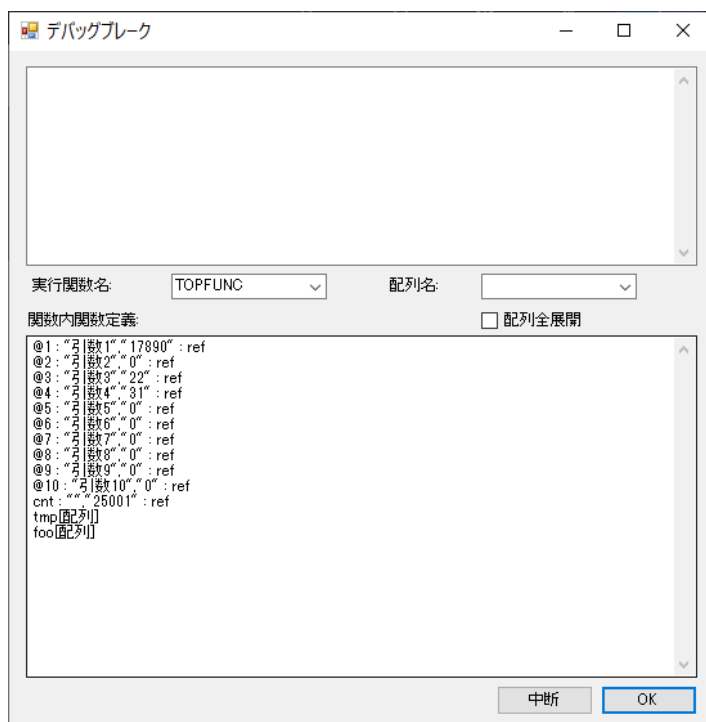 デバッグブレーク
実行関数名: TOPFUNC 配列名:
関数内関数定義: 配列全展開
@1 : "引数1","17890" : ref
@2 : "引数2","0" : ref
@3 : "引数3","22" : ref
@4 : "引数4","31" : ref
@5 : "引数5","0" : ref
@6 : "引数6","0" : ref
@7 : "引数7","0" : ref
@8 : "引数8","0" : ref
@9 : "引数9","0" : ref
@10 : "引数10","0" : ref
cnt : "","25001" : ref
tmp[配列]
foo[配列]
中断 OK